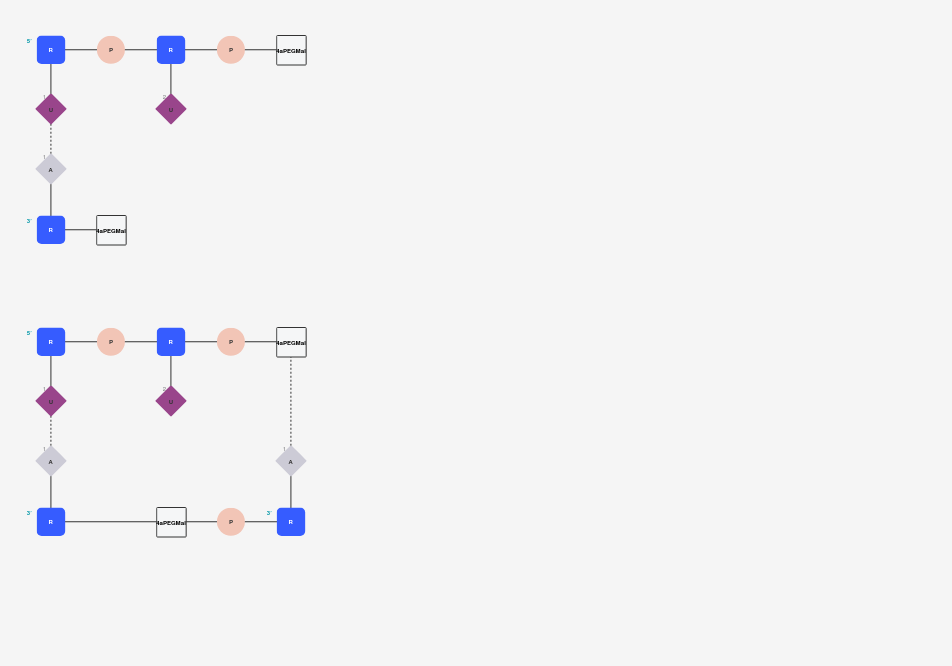 5' R P R P 4aPEGMal
1 U 2 U
1 A
3' R 4aPEGMal
5' R P R P 4aPEGMal
1 U 2 U
1 A 1 A
3' R 4aPEGMal P 3' R